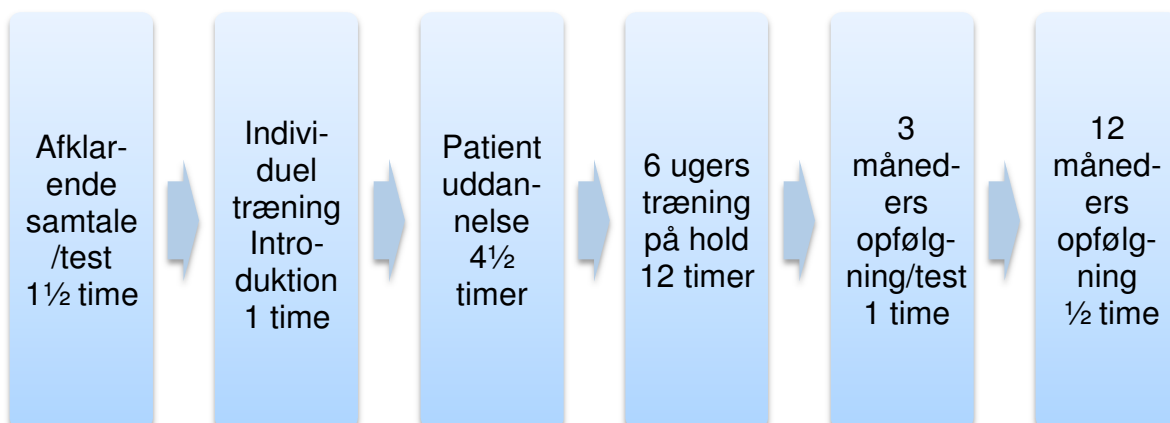 Afklar-
ende
samtale
/test
1½ time
Indivi-
duel
træning
Intro-
duktion
1 time
Patient
uddan-
nelse
4½
timer
6 ugers
træning
på hold
12 timer
3
måned-
ers
opfølg-
ning/test
1 time
12
måned-
ers
opfølg-
ning
½ time